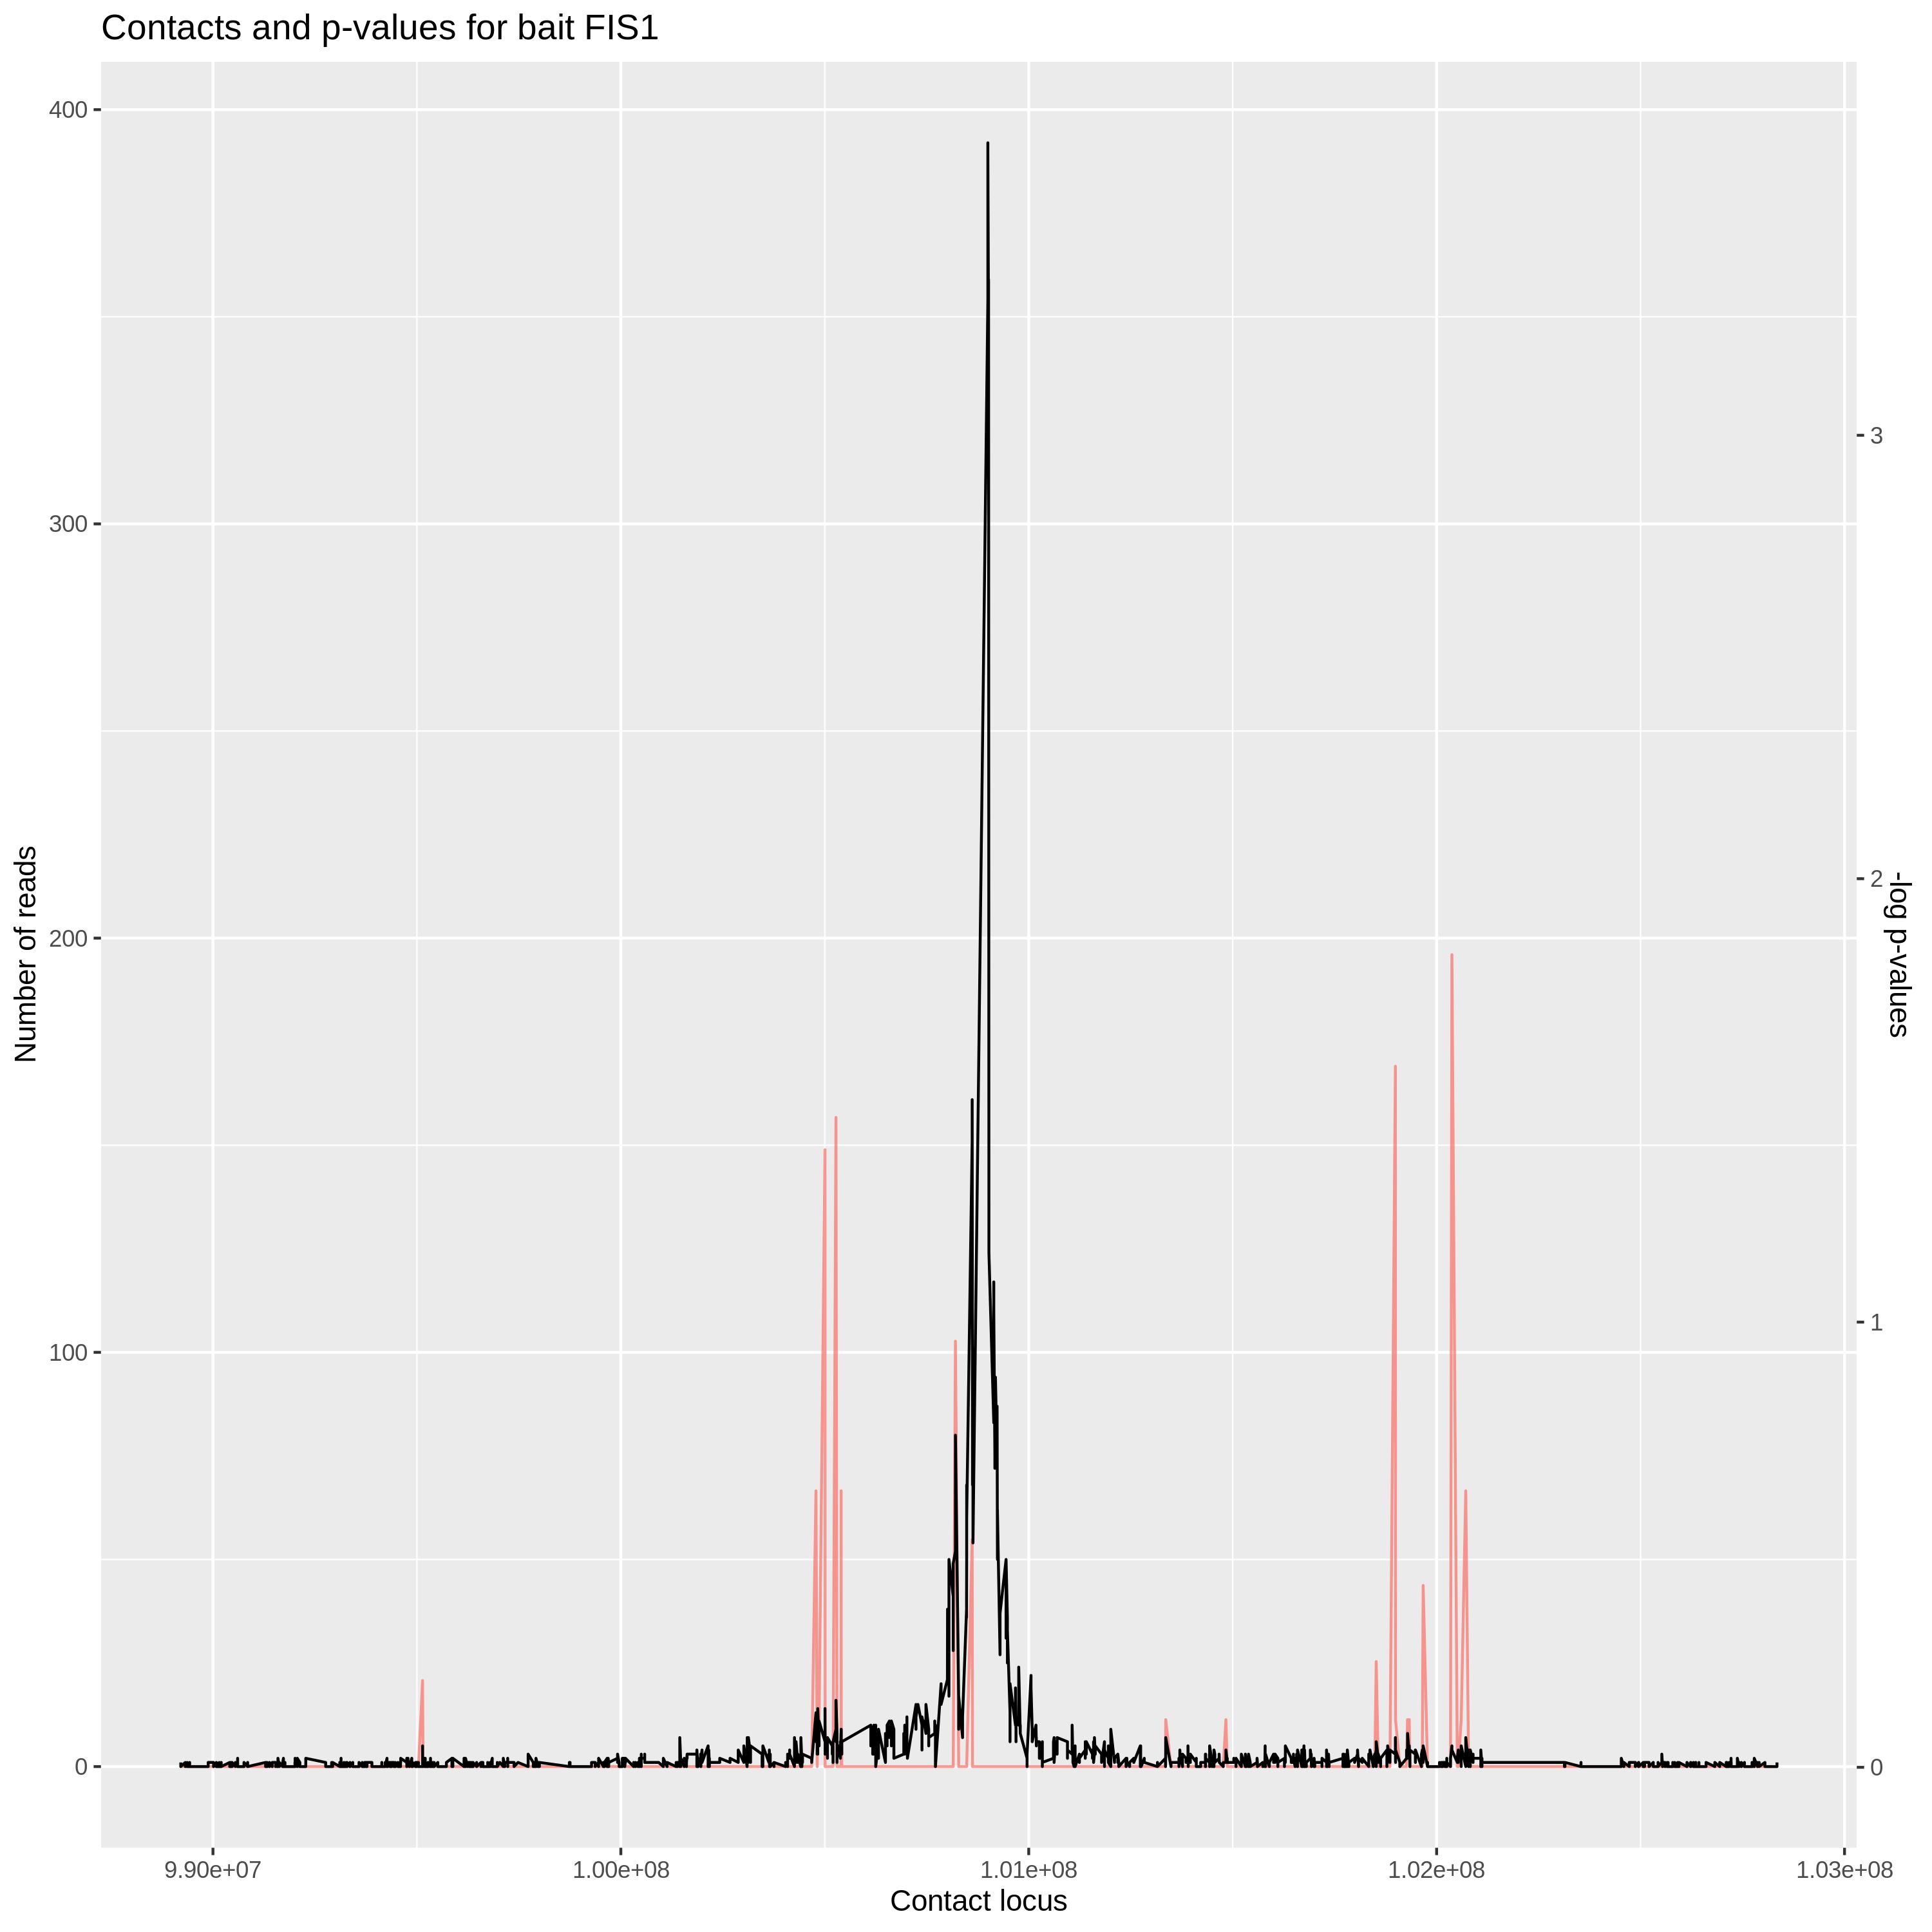 Contacts and p-values for bait FIS1
400
300
200
100
0
Number of reads
3
2
1
0
-log p-values
9.90e+07
1.00e+08
1.01e+08
1.02e+08
1.03e+08
Contact locus